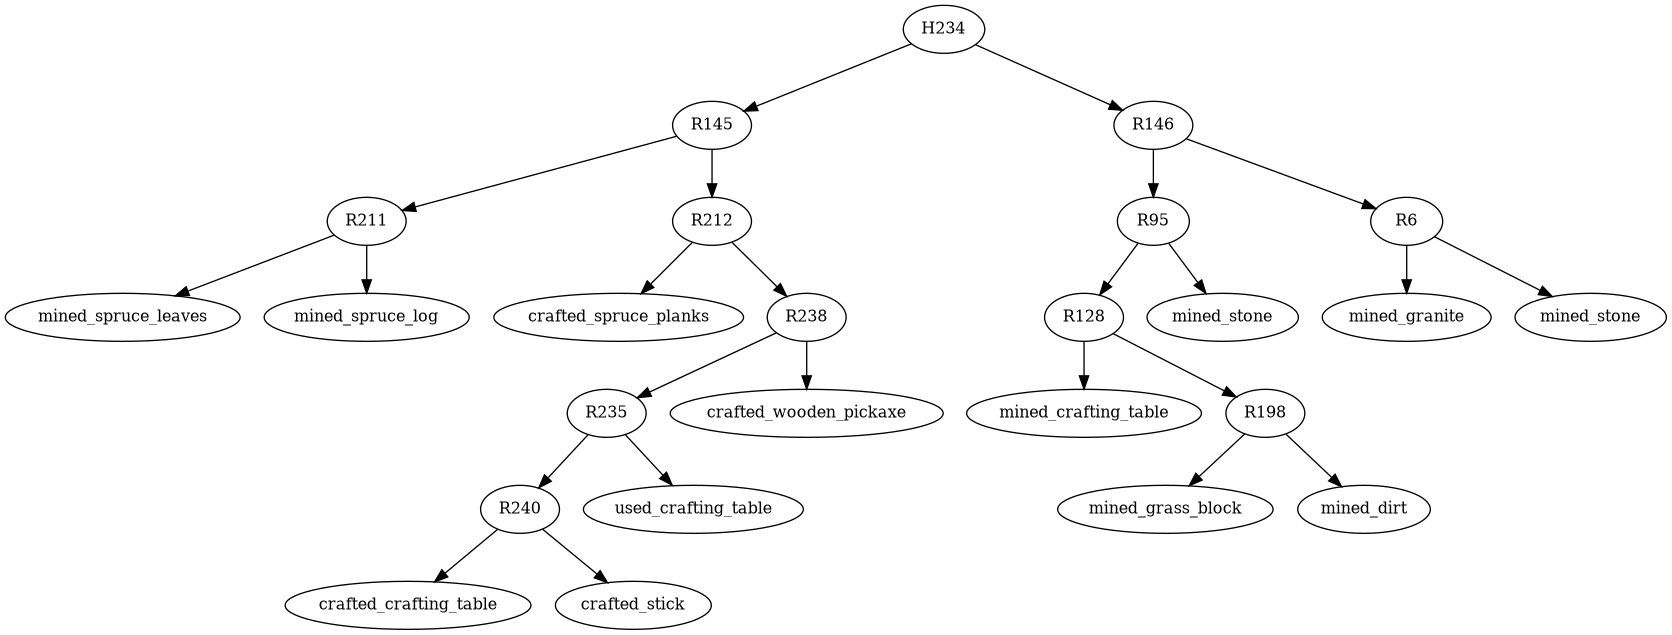 H234
R145
R146
R211
R212
R95
R6
mined_spruce_leaves
mined_spruce_log
crafted_spruce_planks
R238
R128
mined_stone
mined_granite
mined_stone
R235
crafted_wooden_pickaxe
mined_crafting_table
R198
R240
used_crafting_table
mined_grass_block
mined_dirt
crafted_crafting_table
crafted_stick